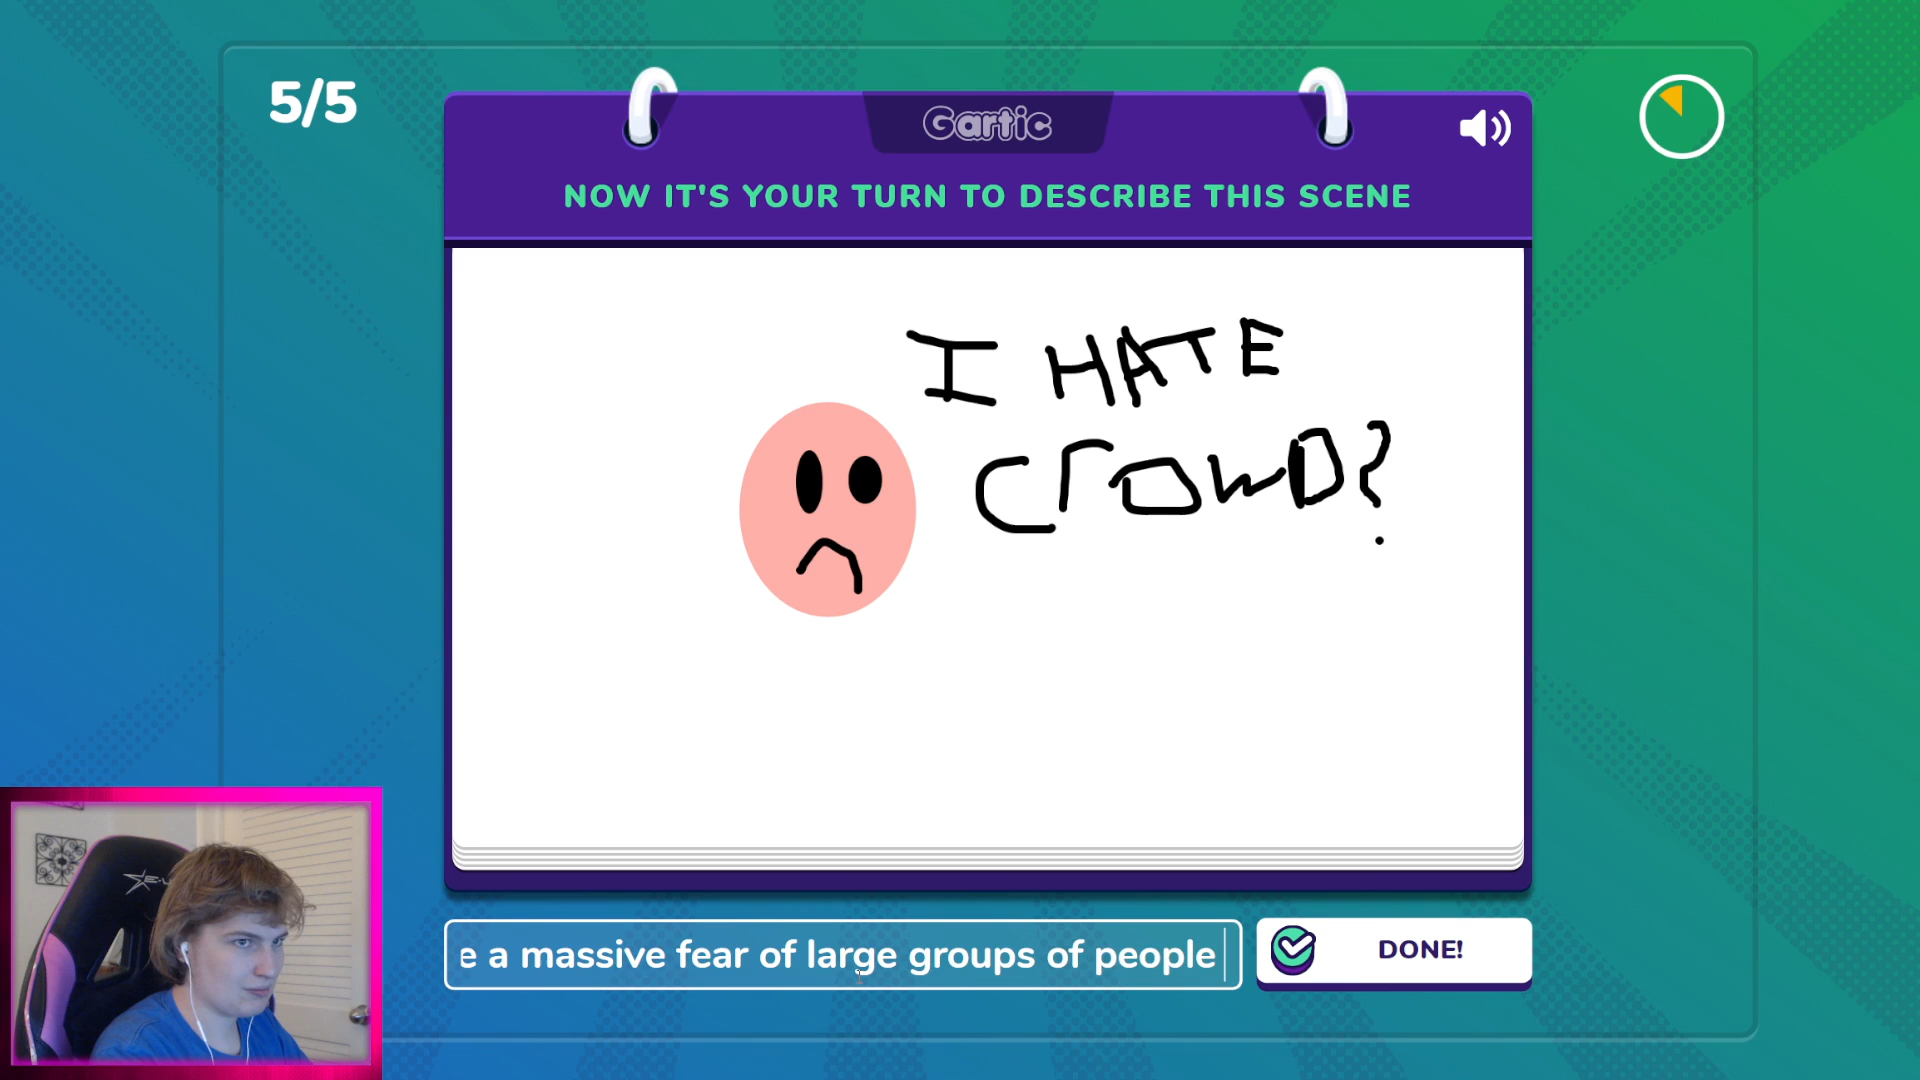 5/5
Gartic
NOW IT'S YOUR TURN TO DESCRIBE THIS SCENE
I HATE
CrowD?
e a massive fear of large groups of people
DONE!